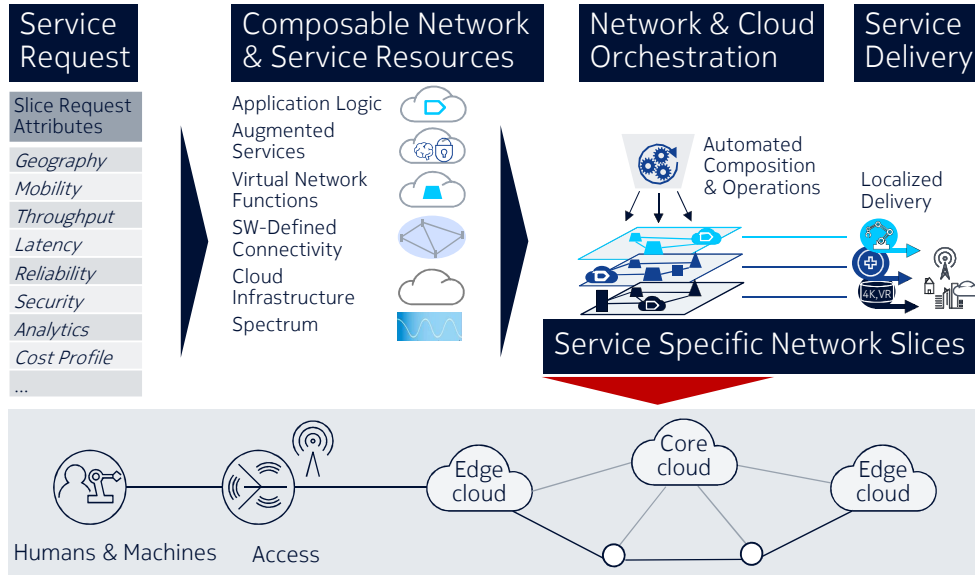 Service
Request
Composable Network
& Service Resources
Network & Cloud
Orchestration
Service
Delivery
Slice Request
Attributes
Geography
Mobility
Throughput
Latency
Reliability
Security
Analytics
Cost Profile
...
Application Logic
Augmented
Services
Virtual Network
Functions
SW-Defined
Connectivity
Cloud
Infrastructure
Spectrum
Automated
Composition
& Operations
Localized
Delivery
4K,VR
Service Specific Network Slices
Humans & Machines
Access
Edge
cloud
Core
cloud
Edge
cloud